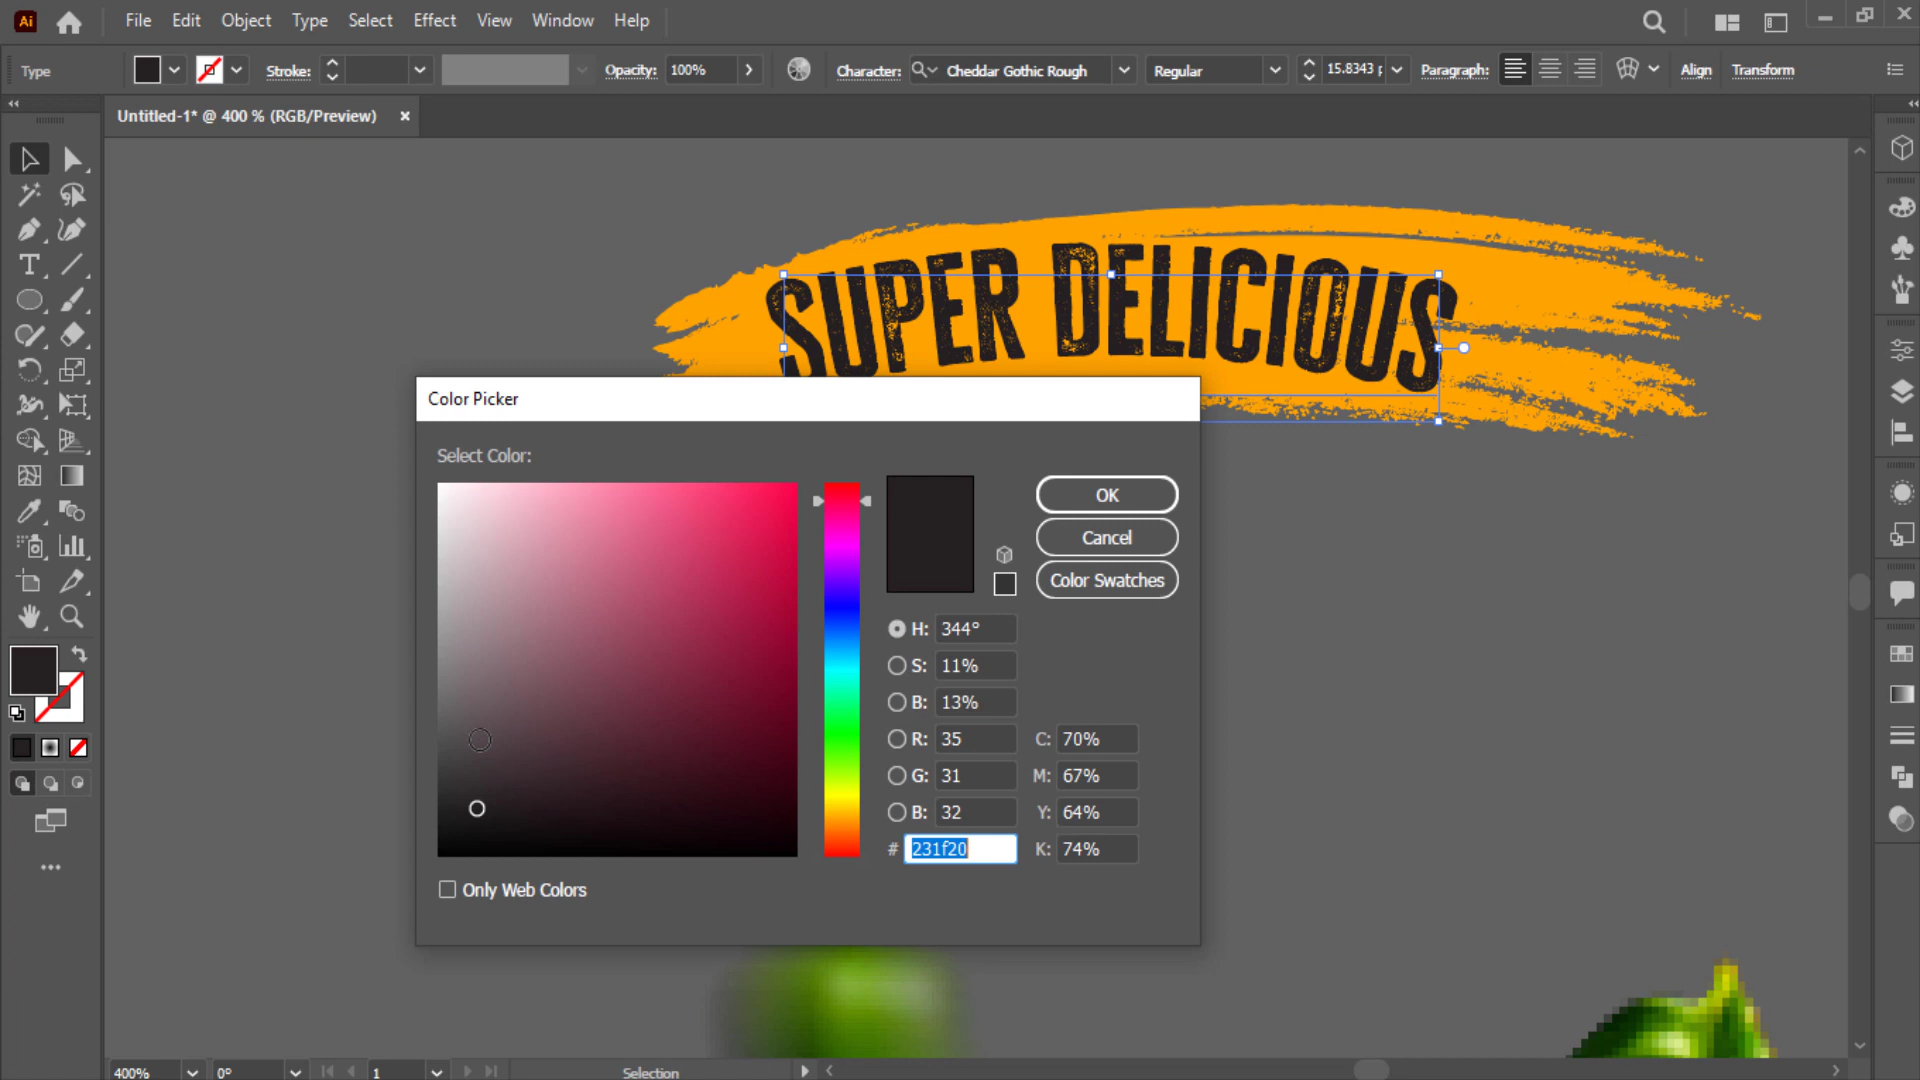 Ai File Edit Object Type Select Effect View Window Help
Type Stroke: Opacity: 100% Character: Cheddar Gothic Rough Regular 15.8343 p Paragraph: Align Transform
Untitled-1* @ 400 % (RGB/Preview) ×
SUPER DELICIOUS
Color Picker
Select Color:
OK
Cancel
Color Swatches
H: 344°
S: 11%
B: 13%
R: 35 C: 70%
G: 31 M: 67%
B: 32 Y: 64%
# 231f20 K: 74%
Only Web Colors
400% 0° 1 Selection